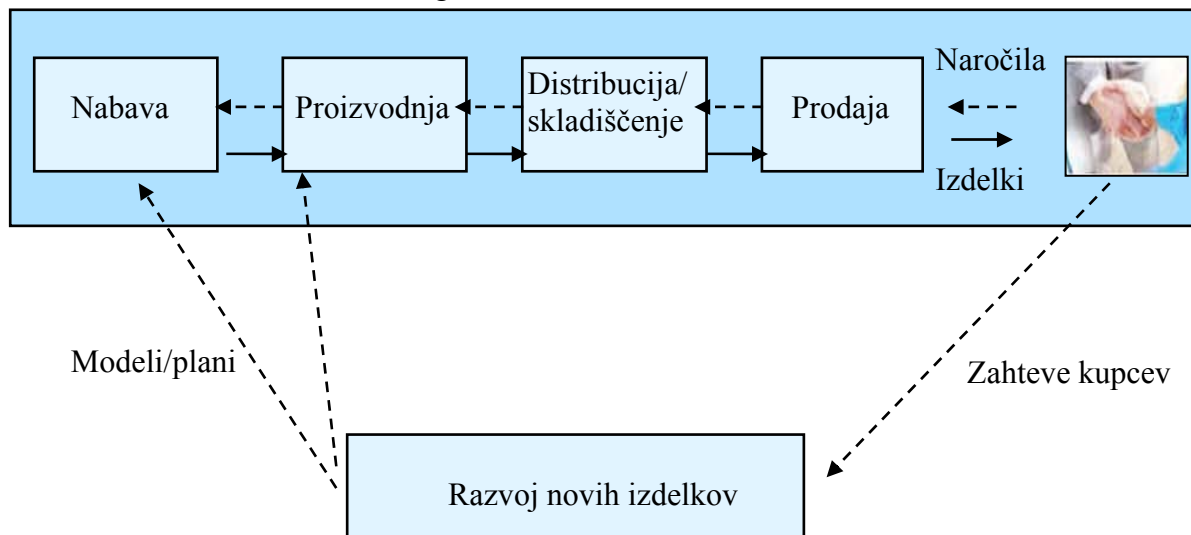 Nabava
Proizvodnja
Distribucija/
skladiščenje
Prodaja
Naročila
Izdelki
Modeli/plani
Zahteve kupcev
Razvoj novih izdelkov